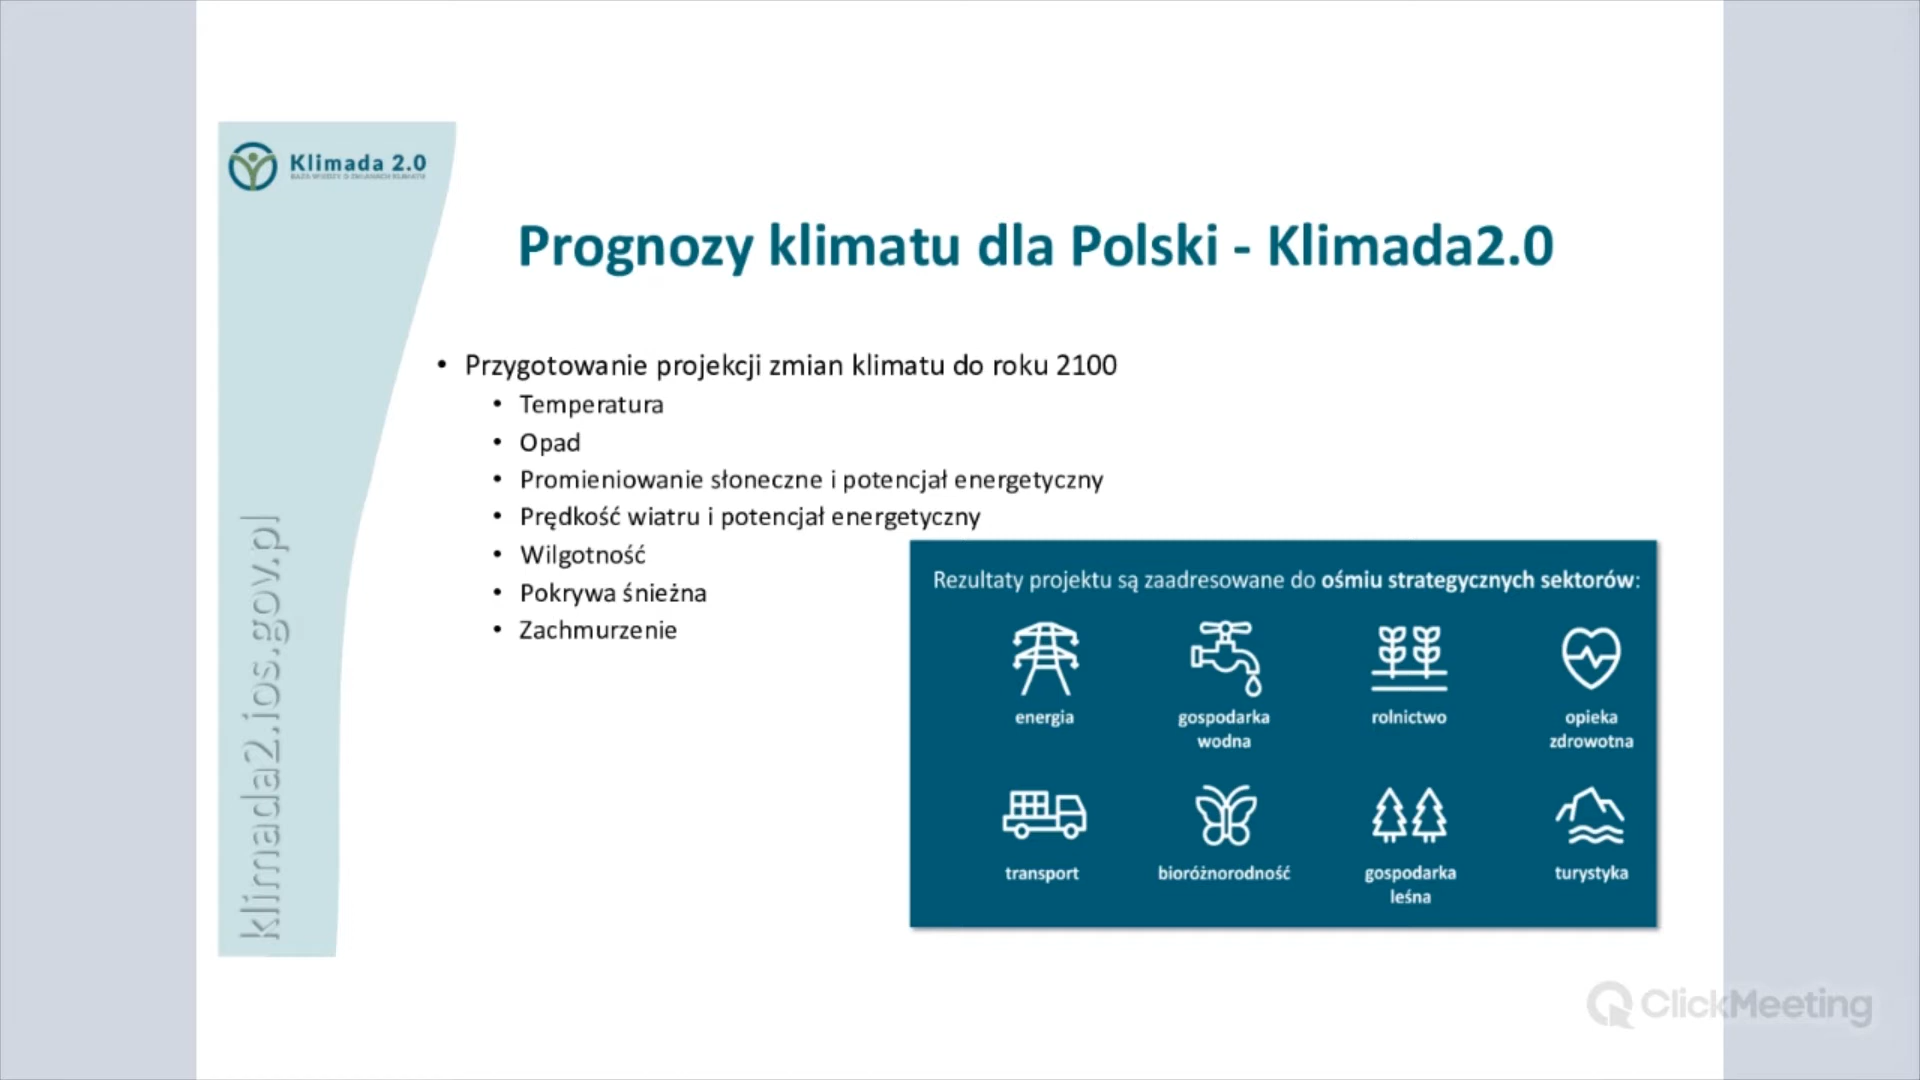 Klimada 2.0
BAZA WIEDZY O ZMIANACH KLIMATU
Prognozy klimatu dla Polski - Klimada2.0
• Przygotowanie projekcji zmian klimatu do roku 2100
• Temperatura
• Opad
• Promieniowanie słoneczne i potencjał energetyczny
• Prędkość wiatru i potencjał energetyczny
• Wilgotność
• Pokrywa śnieżna
• Zachmurzenie
klimada2.ios.gov.pl
Rezultaty projektu są zaadresowane do ośmiu strategicznych sektorów:
energia
gospodarka
wodna
rolnictwo
opieka
zdrowotna
transport
bioróżnorodność
gospodarka
leśna
turystyka
ClickMeeting